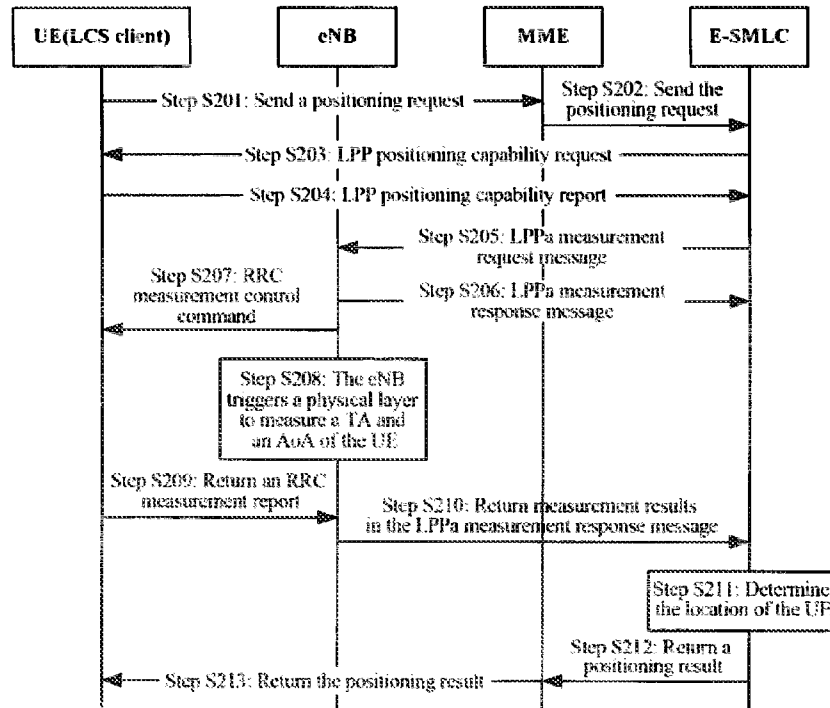 UE(LCS client)
eNB
MME
E-SMLC
Step S201: Send a positioning request
Step S202: Send the
positioning request
Step S203: LPP positioning capability request
Step S204: LPP positioning capability report
Step S205: LPPa measurement
request message
Step S207: RRC
measurement control
command
Step S206: LPPa measurement
response message
Step S208: The eNB
triggers a physical layer
to measure a TA and
an AoA of the UE
Step S209: Return an RRC
measurement report
Step S210: Return measurement results
in the LPPa measurement response message
Step S211: Determine
the location of the UE
Step S212: Return a
positioning result
Step S213: Return the positioning result